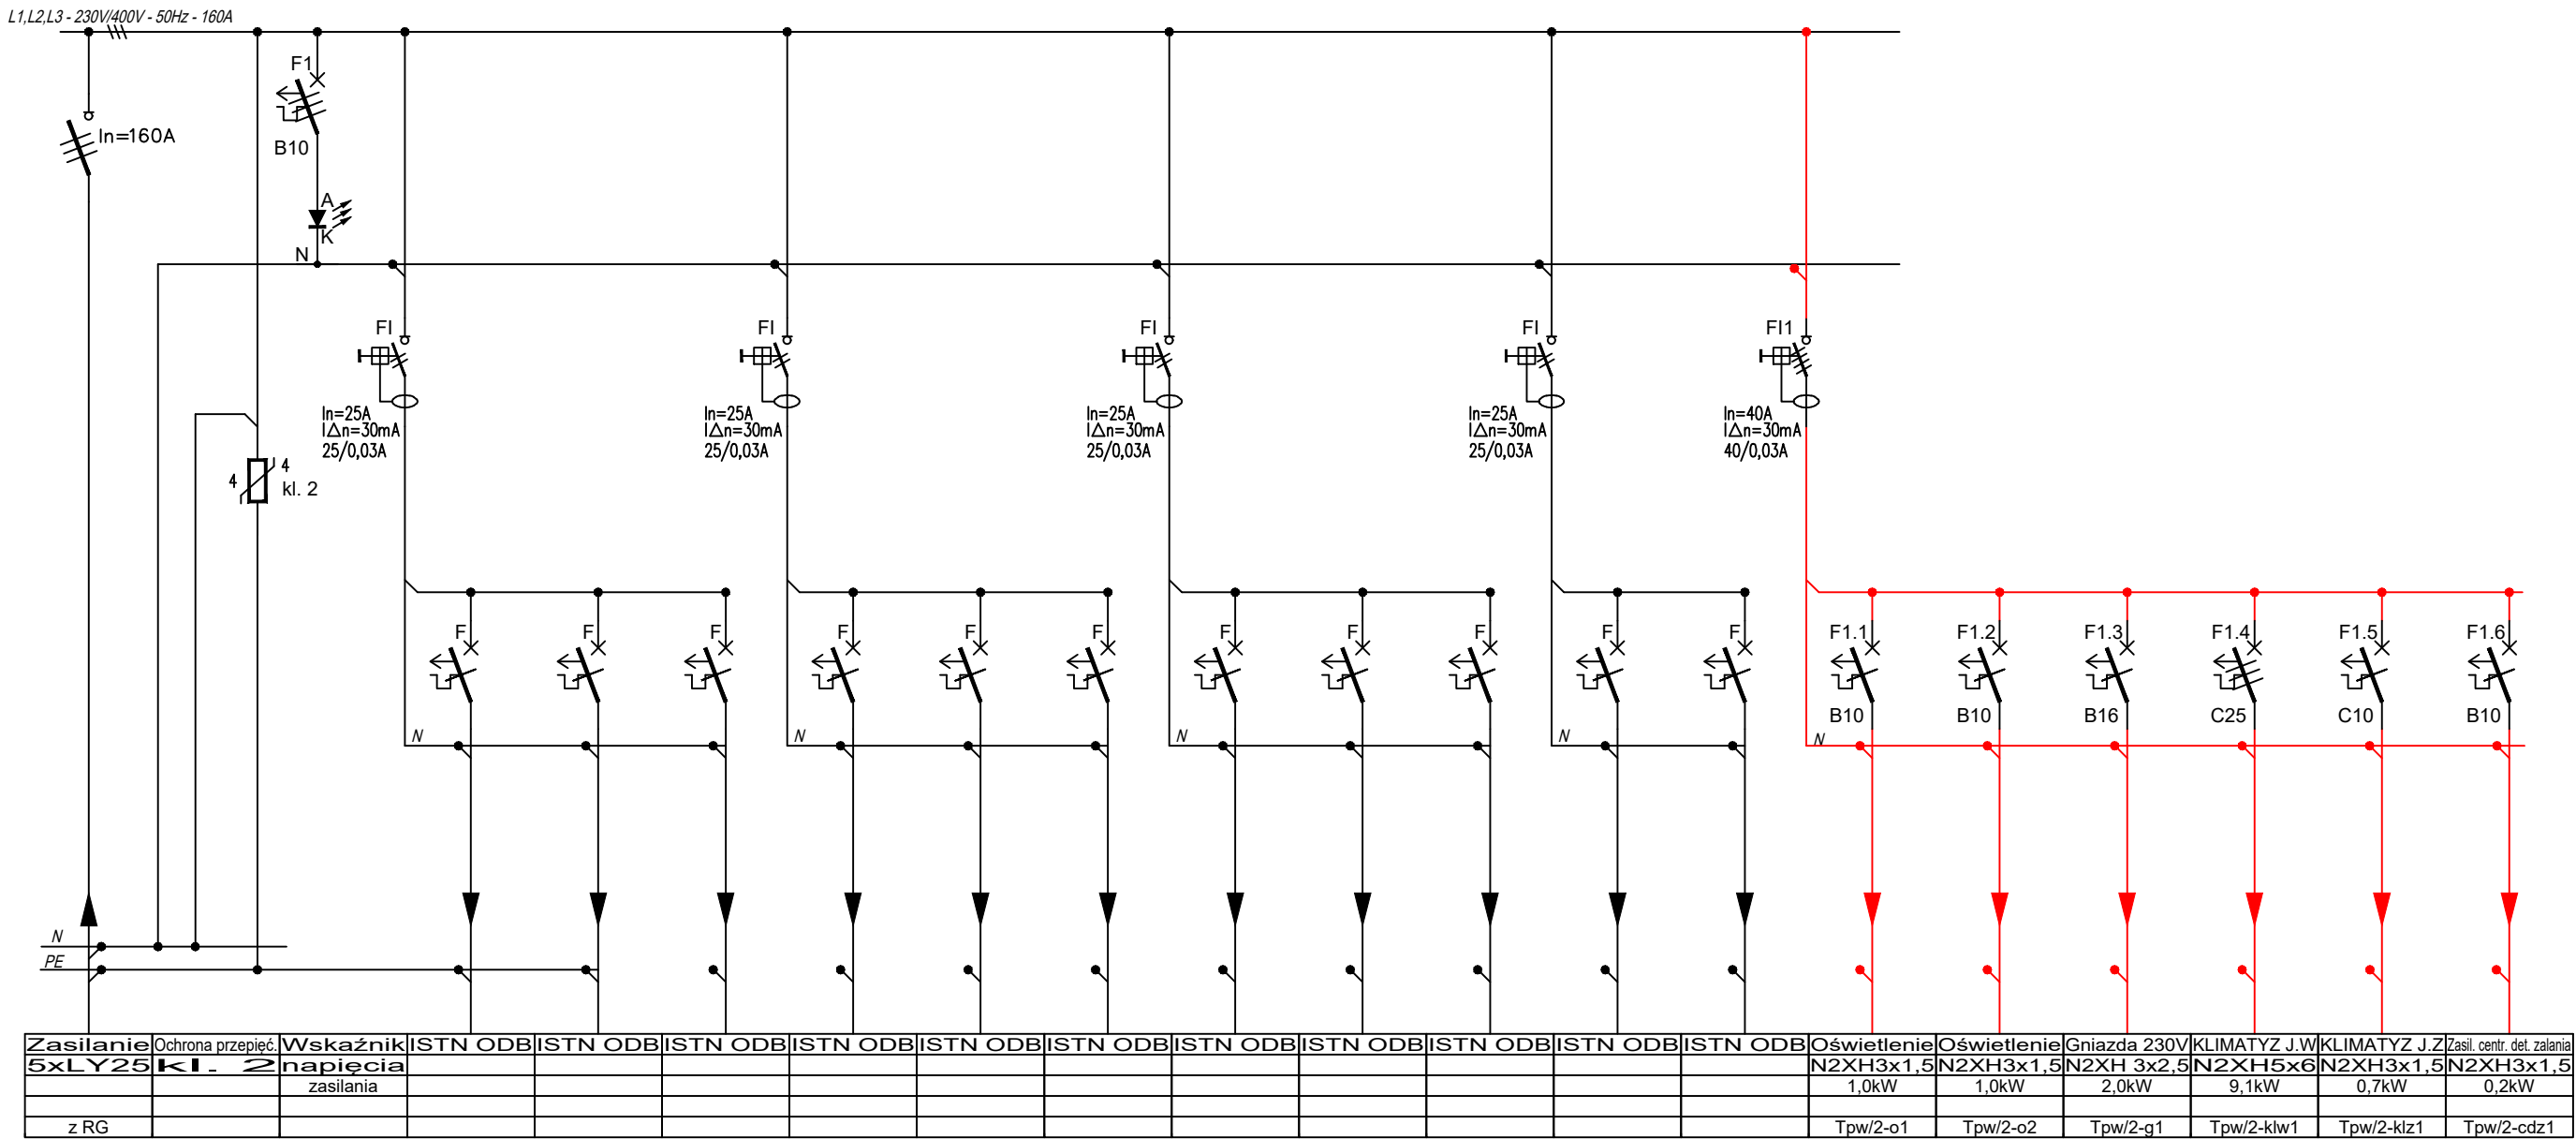 L1,L2,L3 - 230V/400V - 50Hz - 160A
F1
In=160A
B10
A
K
N
FI FI FI FI FI1
In=25A In=25A In=25A In=25A In=40A
I△n=30mA I△n=30mA I△n=30mA I△n=30mA I△n=30mA
25/0,03A 25/0,03A 25/0,03A 25/0,03A 40/0,03A
4 4
kl. 2
F F F F F F F F F F F F1.1 F1.2 F1.3 F1.4 F1.5 F1.6
B10 B10 B16 C25 C10 B10
N N N N N
N
PE
Zasilanie Ochrona przepięć. Wskaźnik ISTN ODB ISTN ODB ISTN ODB ISTN ODB ISTN ODB ISTN ODB ISTN ODB ISTN ODB ISTN ODB ISTN ODB ISTN ODB Oświetlenie Oświetlenie Gniazda 230V KLIMATYZ J.W KLIMATYZ J.Z Zasil. centr. det. zalania
5xLY25 kl. 2 napięcia N2XH3x1,5 N2XH3x1,5 N2XH 3x2,5 N2XH5x6 N2XH3x1,5 N2XH3x1,5
zasilania 1,0kW 1,0kW 2,0kW 9,1kW 0,7kW 0,2kW
z RG Tpw/2-o1 Tpw/2-o2 Tpw/2-g1 Tpw/2-klw1 Tpw/2-klz1 Tpw/2-cdz1